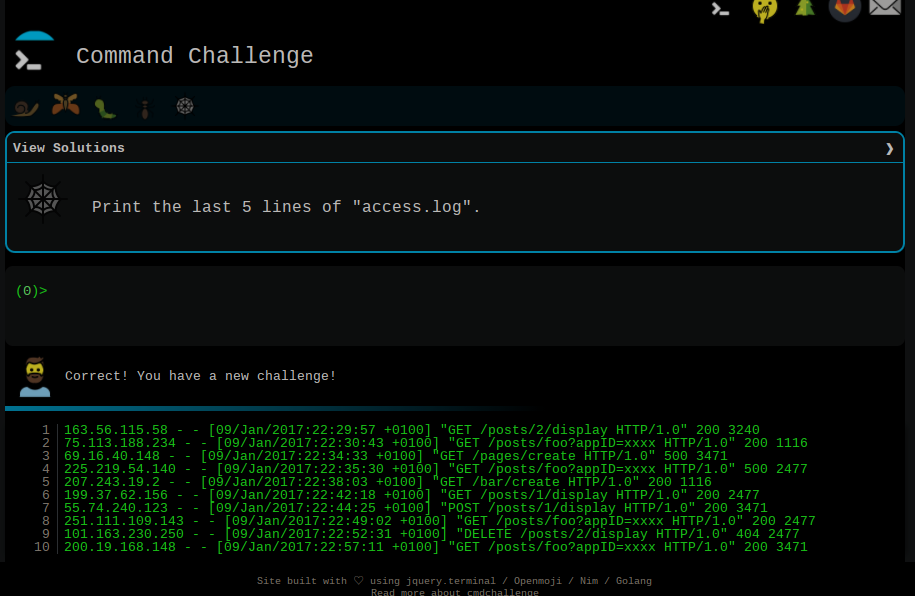 Command Challenge
View Solutions ❯
Print the last 5 lines of "access.log".
(0)>
Correct! You have a new challenge!
1 163.56.115.58 - - [09/Jan/2017:22:29:57 +0100] "GET /posts/2/display HTTP/1.0" 200 3240
2 75.113.188.234 - - [09/Jan/2017:22:30:43 +0100] "GET /posts/foo?appID=xxxx HTTP/1.0" 200 1116
3 69.16.40.148 - - [09/Jan/2017:22:34:33 +0100] "GET /pages/create HTTP/1.0" 500 3471
4 225.219.54.140 - - [09/Jan/2017:22:35:30 +0100] "GET /posts/foo?appID=xxxx HTTP/1.0" 500 2477
5 207.243.19.2 - - [09/Jan/2017:22:38:03 +0100] "GET /bar/create HTTP/1.0" 200 1116
6 199.37.62.156 - - [09/Jan/2017:22:42:18 +0100] "GET /posts/1/display HTTP/1.0" 200 2477
7 55.74.240.123 - - [09/Jan/2017:22:44:25 +0100] "POST /posts/1/display HTTP/1.0" 200 3471
8 251.111.109.143 - - [09/Jan/2017:22:49:02 +0100] "GET /posts/foo?appID=xxxx HTTP/1.0" 200 2477
9 101.163.230.250 - - [09/Jan/2017:22:52:31 +0100] "DELETE /posts/2/display HTTP/1.0" 404 2477
10 200.19.168.148 - - [09/Jan/2017:22:57:11 +0100] "GET /posts/foo?appID=xxxx HTTP/1.0" 200 3471
Site built with ♡ using jquery.terminal / Openmoji / Nim / Golang
Read more about cmdchallenge